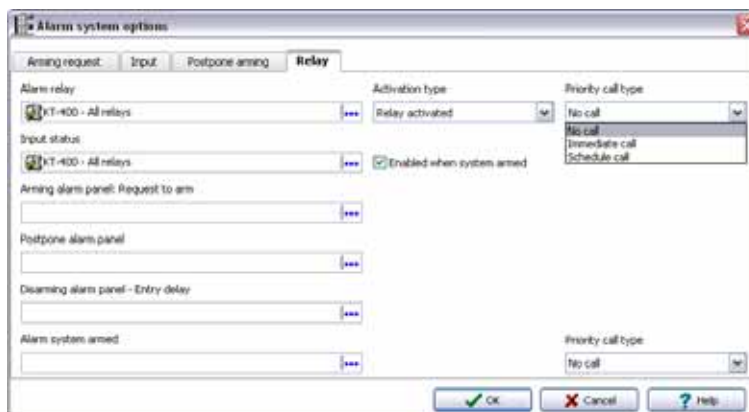 Alarm system options
Arming request Input Postpone arming Relay
Alarm relay Activation type Priority call type
KT-400 - All relays Relay activated No call
No call
Immediate call
Schedule call
Input status
KT-400 - All relays Enabled when system armed
Arming alarm panel: Request to arm
Postpone alarm panel
Disarming alarm panel - Entry delay
Alarm system armed Priority call type
No call
OK Cancel Help